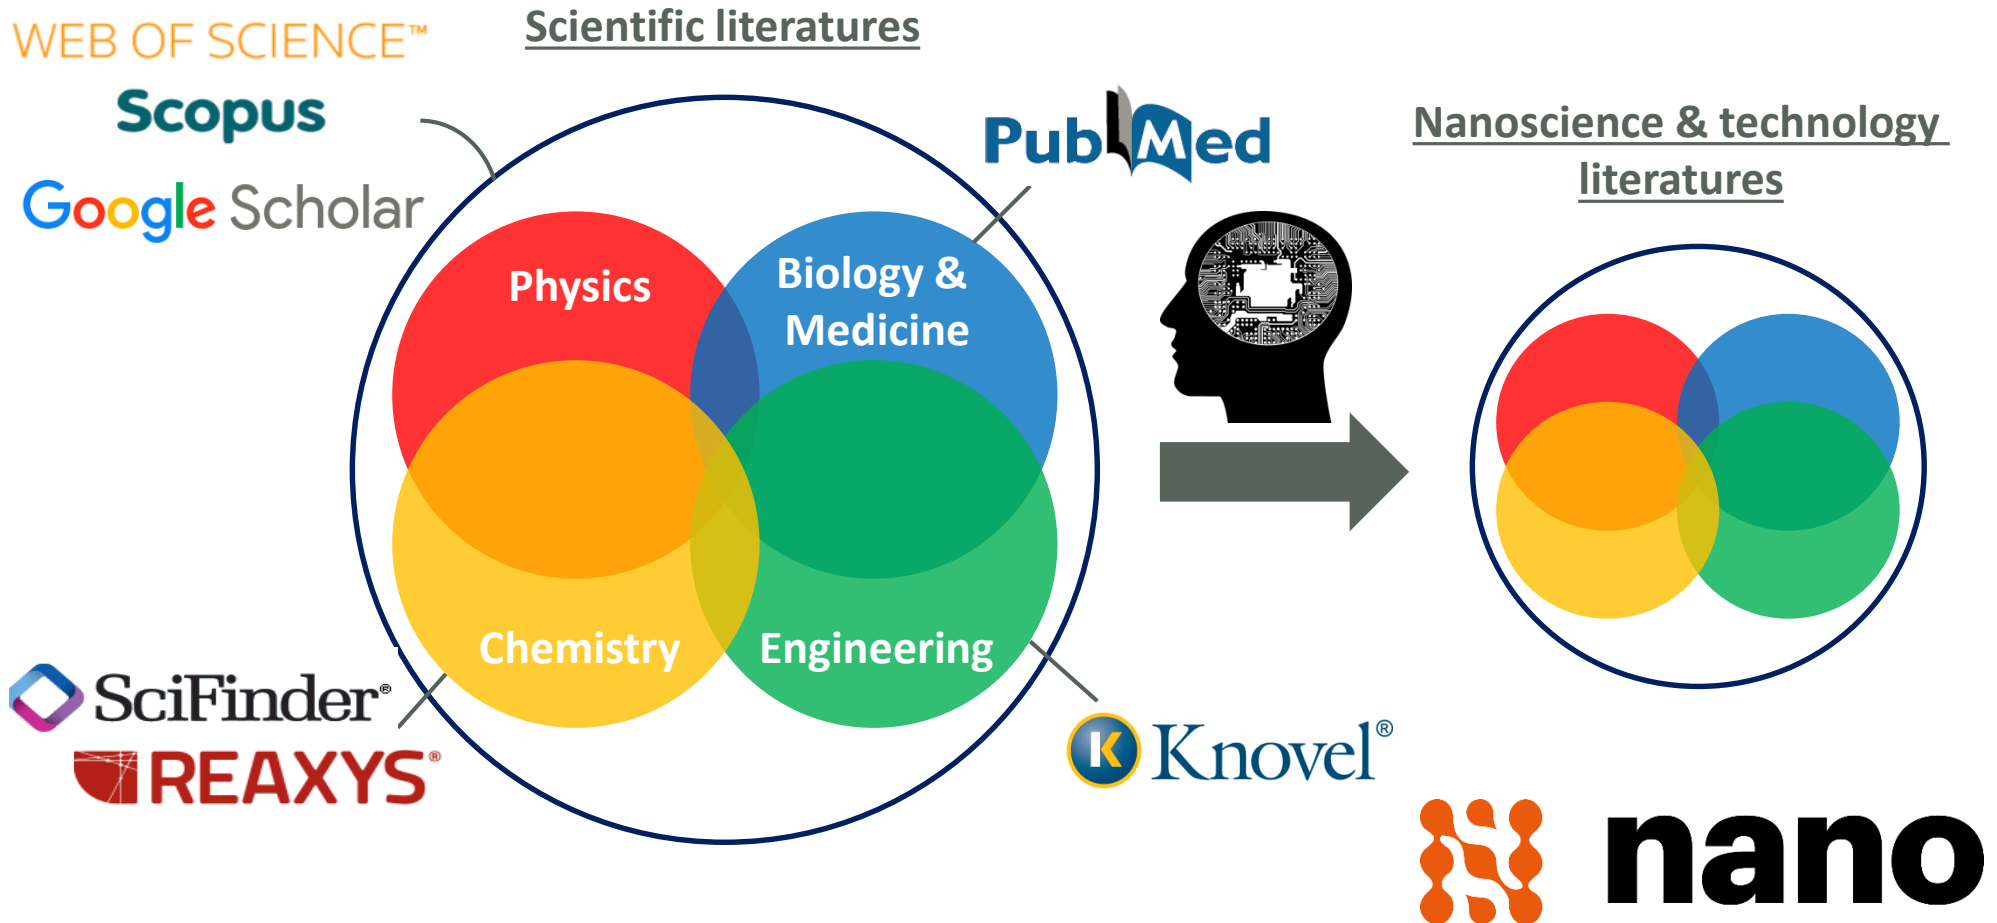 Scientific literatures
WEB OF SCIENCE™
Scopus
Google Scholar
PubMed
Nanoscience & technology
literatures
Physics
Biology &
Medicine
Chemistry
Engineering
SciFinder®
REAXYS®
K Knovel®
nano